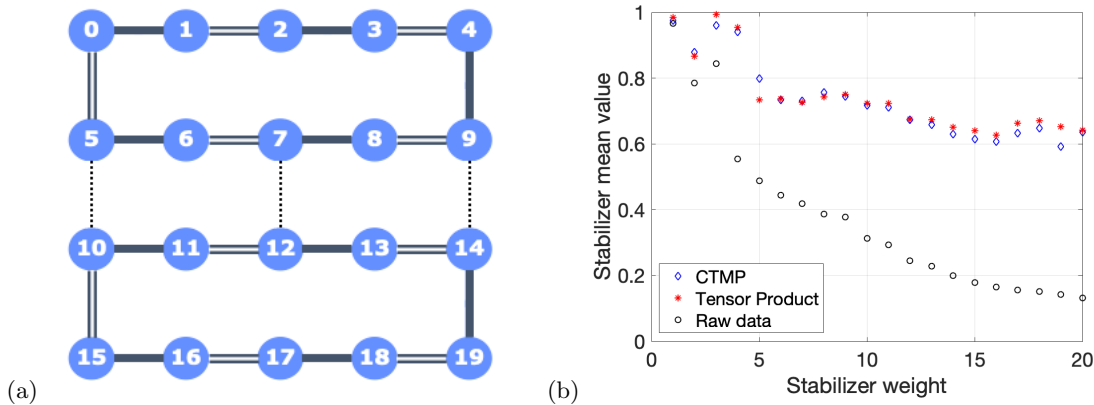 0 1 2 3 4
5 6 7 8 9
10 11 12 13 14
15 16 17 18 19
(a)
1
0.8
0.6
0.4
0.2
0
Stabilizer mean value
CTMP
Tensor Product
Raw data
0 5 10 15 20
Stabilizer weight
(b)